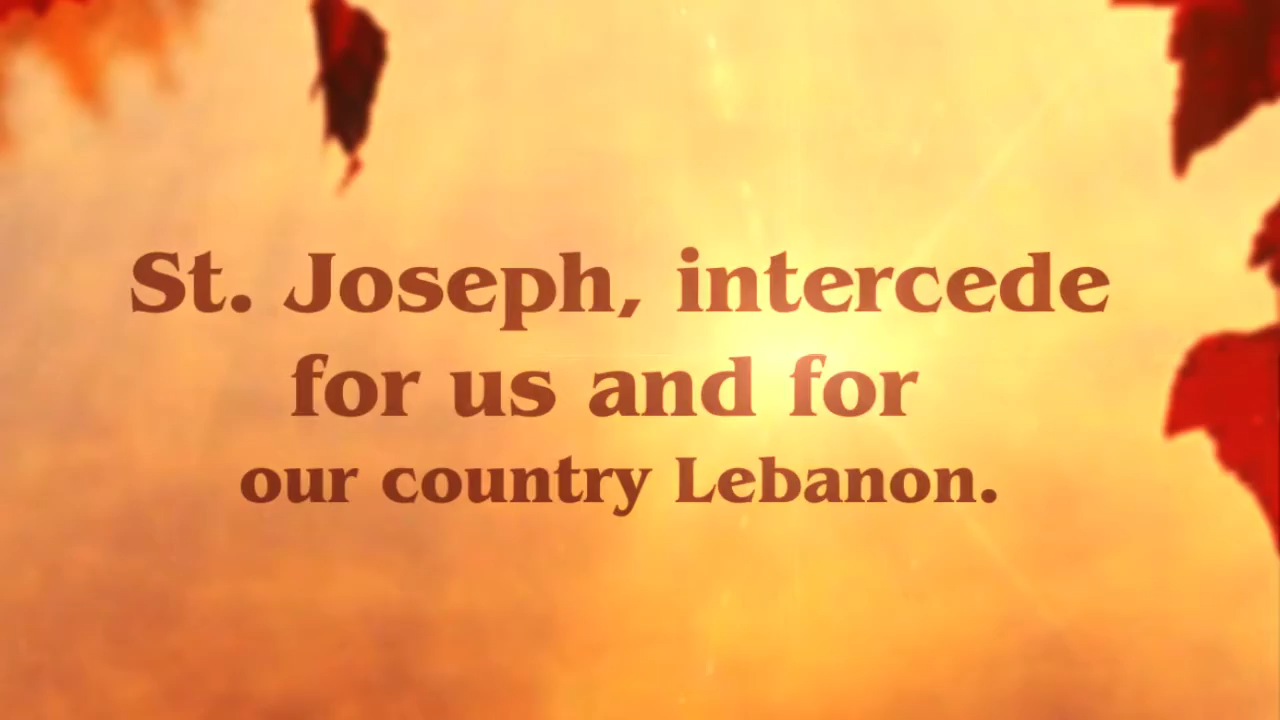 St. Joseph, intercede
for us and for
our country Lebanon.